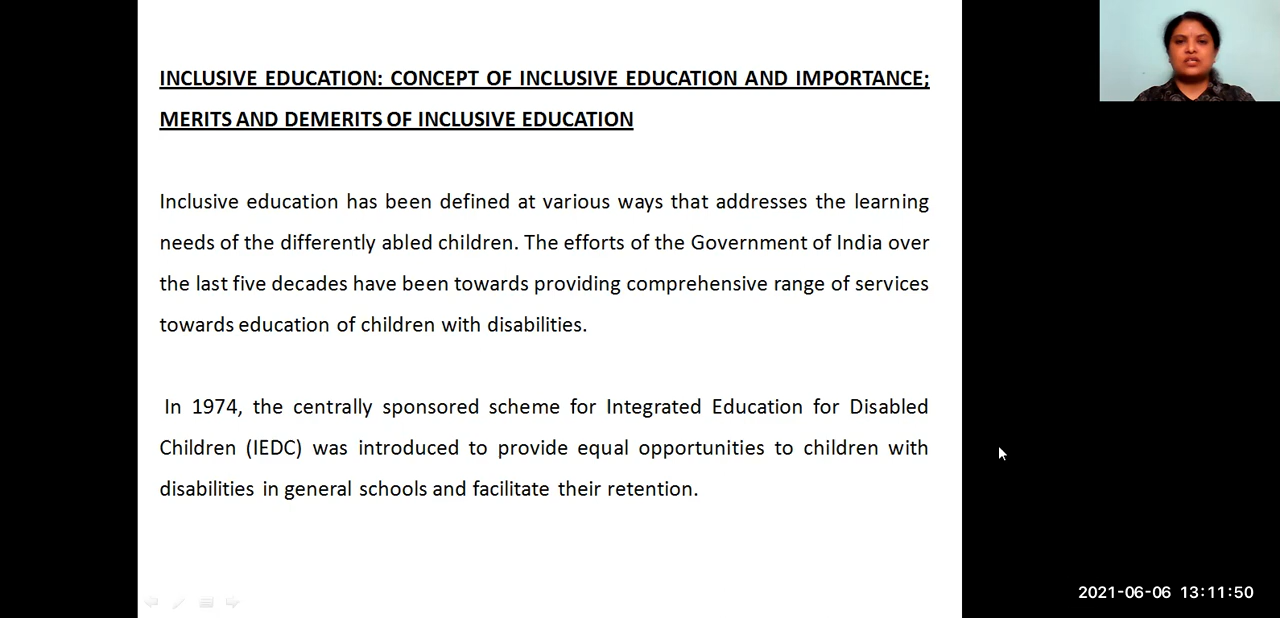 INCLUSIVE EDUCATION: CONCEPT OF INCLUSIVE EDUCATION AND IMPORTANCE;
MERITS AND DEMERITS OF INCLUSIVE EDUCATION
Inclusive education has been defined at various ways that addresses the learning
needs of the differently abled children. The efforts of the Government of India over
the last five decades have been towards providing comprehensive range of services
towards education of children with disabilities.
In 1974, the centrally sponsored scheme for Integrated Education for Disabled
Children (IEDC) was introduced to provide equal opportunities to children with
disabilities in general schools and facilitate their retention.
2021-06-06 13:11:50